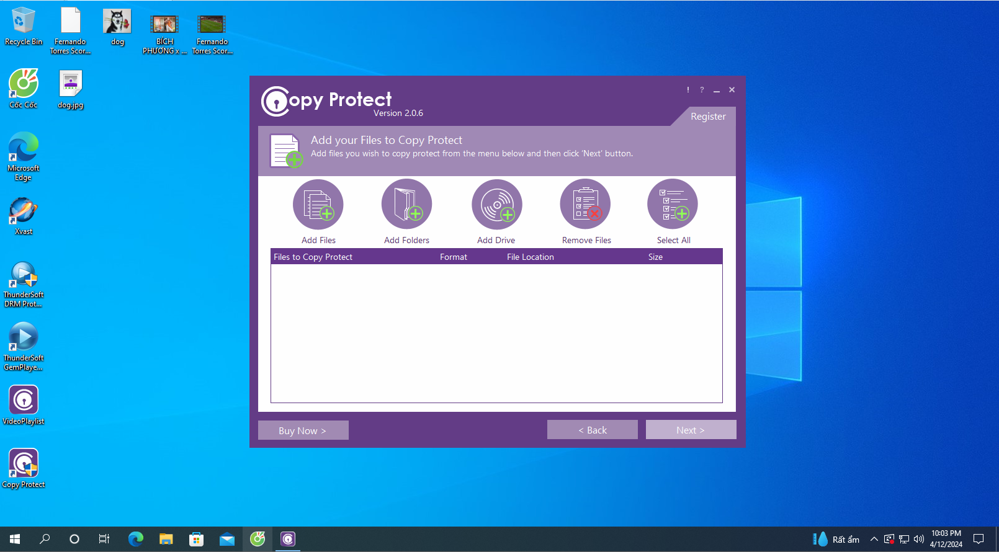 Recycle Bin
Fernando
Torres Scor...
dog
BÍCH
PHƯƠNG x ...
Fernando
Torres Scor...
Cốc Cốc
dog.jpg
Microsoft
Edge
Xvast
ThunderSoft
DRM Prot...
ThunderSoft
GemPlaye...
VideoPlaylist
Copy Protect
Copy Protect
Version 2.0.6
! ?
Register
Add your Files to Copy Protect
Add files you wish to copy protect from the menu below and then click 'Next' button.
Add Files
Add Folders
Add Drive
Remove Files
Select All
Files to Copy Protect Format File Location Size
Buy Now >
< Back
Next >
Rất ẩm
10:03 PM
4/12/2024